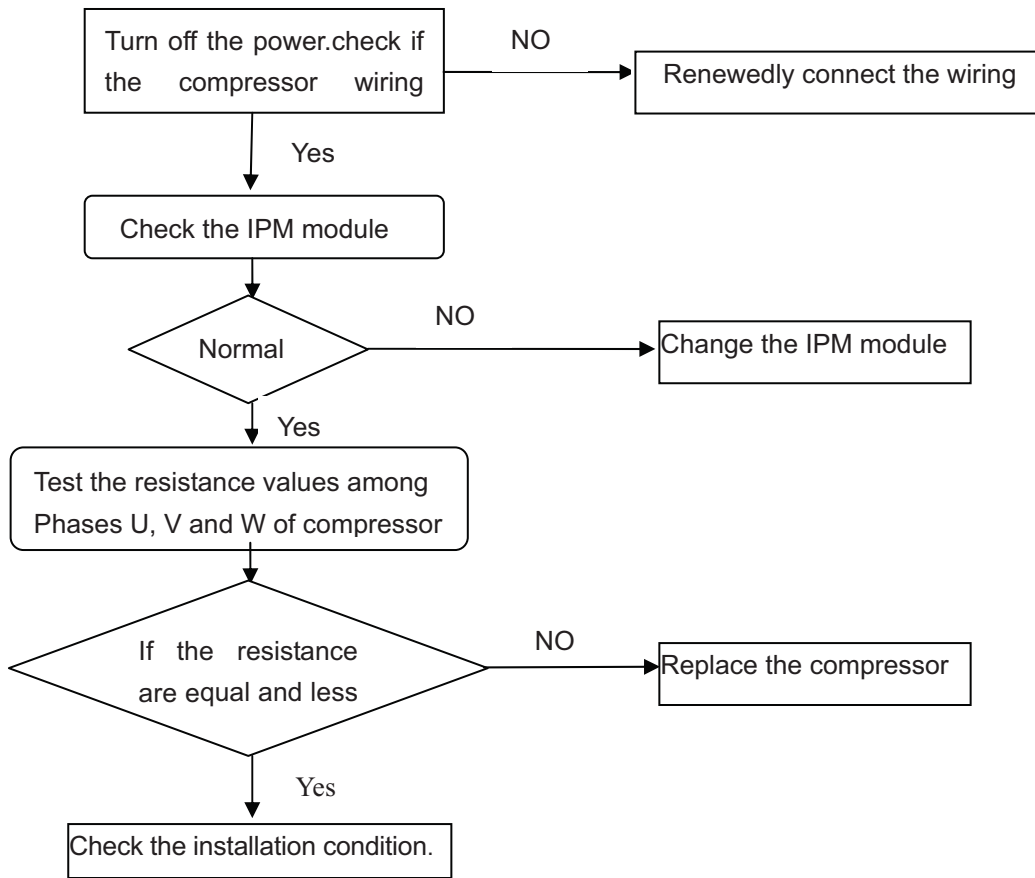 Turn off the power.check if
the compressor wiring
NO
Renewedly connect the wiring
Yes
Check the IPM module
Normal
NO
Change the IPM module
Yes
Test the resistance values among
Phases U, V and W of compressor
If the resistance
are equal and less
NO
Replace the compressor
Yes
Check the installation condition.